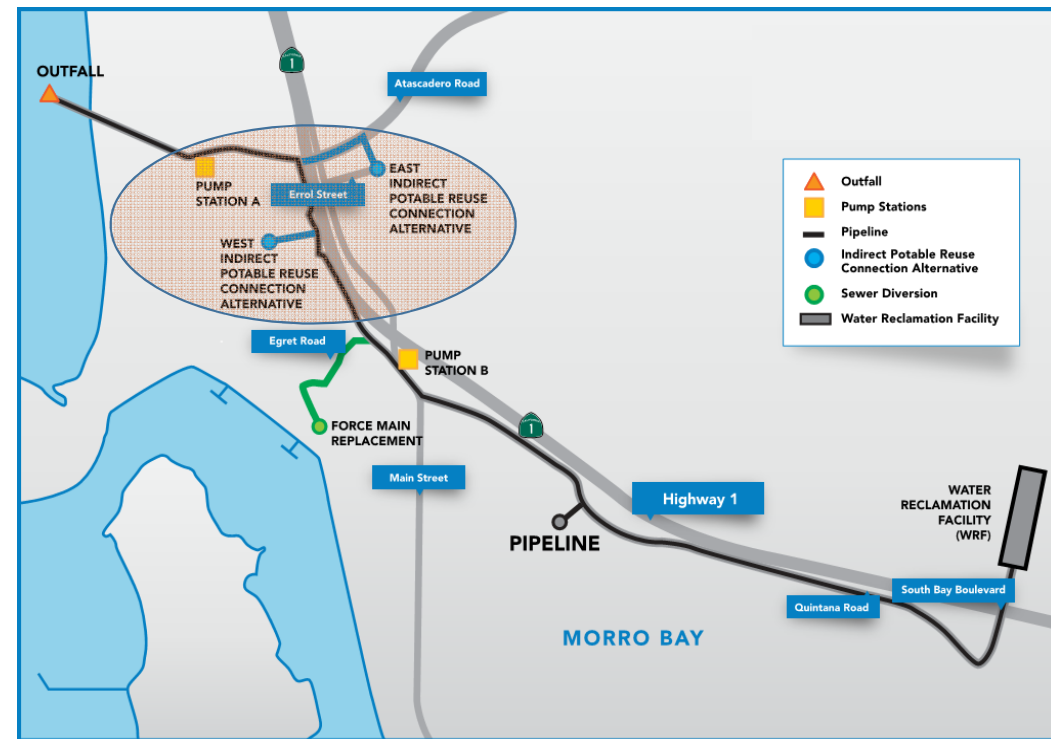 1
OUTFALL
Atascadero Road
EAST
INDIRECT
POTABLE REUSE
CONNECTION
ALTERNATIVE
PUMP
STATION A
Errol Street
WEST
INDIRECT
POTABLE REUSE
CONNECTION
ALTERNATIVE
Outfall
Pump Stations
Pipeline
Indirect Potable Reuse
Connection Alternative
Sewer Diversion
Water Reclamation Facility
Egret Road
PUMP
STATION B
FORCE MAIN
REPLACEMENT
1
Main Street
Highway 1
WATER
RECLAMATION
FACILITY
(WRF)
PIPELINE
South Bay Boulevard
Quintana Road
MORRO BAY